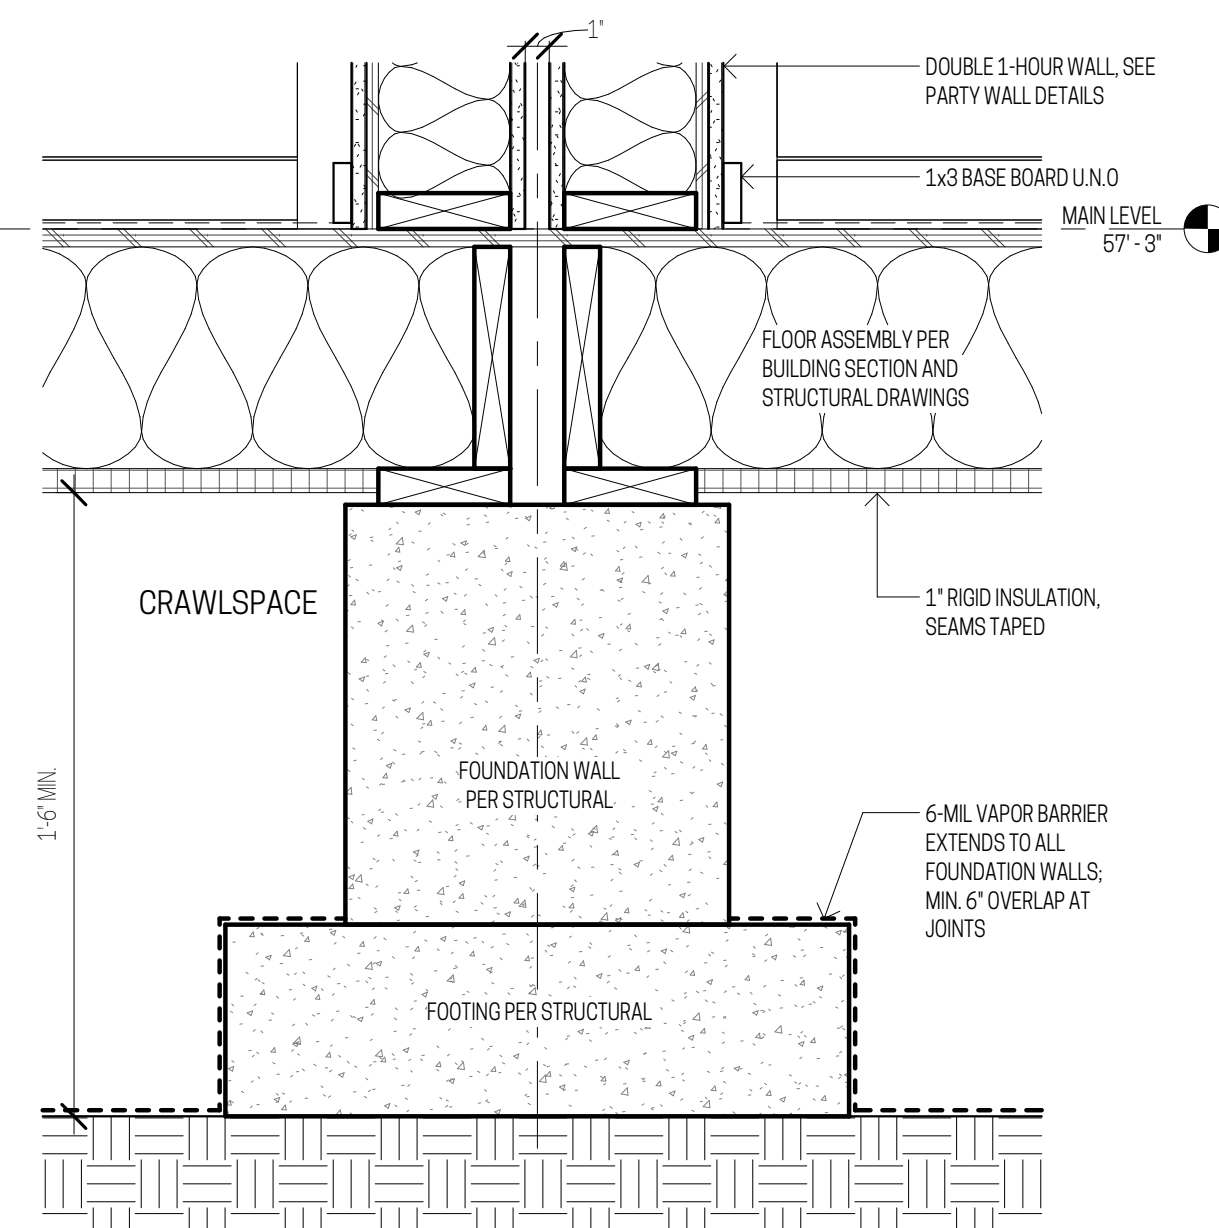 1"
DOUBLE 1-HOUR WALL, SEE
PARTY WALL DETAILS
1x3 BASE BOARD U.N.O
MAIN LEVEL
57' - 3"
FLOOR ASSEMBLY PER
BUILDING SECTION AND
STRUCTURAL DRAWINGS
CRAWLSPACE
1" RIGID INSULATION,
SEAMS TAPED
1'-6" MIN.
FOUNDATION WALL
PER STRUCTURAL
6-MIL VAPOR BARRIER
EXTENDS TO ALL
FOUNDATION WALLS;
MIN. 6" OVERLAP AT
JOINTS
FOOTING PER STRUCTURAL